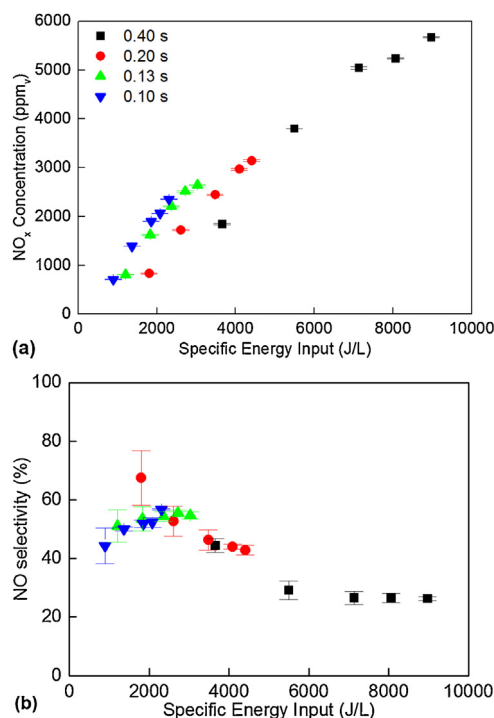 6000
5000
4000
3000
2000
1000
0
NOx Concentration (ppmv)
0.40 s
0.20 s
0.13 s
0.10 s
0 2000 4000 6000 8000 10000
Specific Energy Input (J/L)
(a)
100
80
60
40
20
0
NO selectivity (%)
0 2000 4000 6000 8000 10000
Specific Energy Input (J/L)
(b)